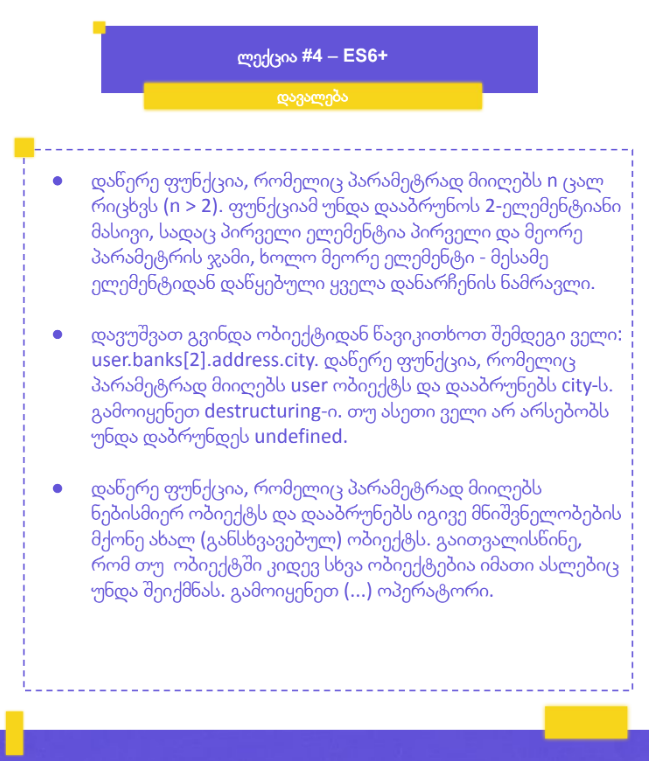 ლექცია #4 – ES6+
დავალება
● დაწერე ფუნქცია, რომელიც პარამეტრად მიიღებს n ცალ
რიცხვს (n > 2). ფუნქციამ უნდა დააბრუნოს 2-ელემენტიანი
მასივი, სადაც პირველი ელემენტია პირველი და მეორე
პარამეტრის ჯამი, ხოლო მეორე ელემენტი - მესამე
ელემენტიდან დაწყებული ყველა დანარჩენის ნამრავლი.
● დავუშვათ გვინდა ობიექტიდან წავიკითხოთ შემდეგი ველი:
user.banks[2].address.city. დაწერე ფუნქცია, რომელიც
პარამეტრად მიიღებს user ობიექტს და დააბრუნებს city-ს.
გამოიყენეთ destructuring-ი. თუ ასეთი ველი არ არსებობს
უნდა დაბრუნდეს undefined.
● დაწერე ფუნქცია, რომელიც პარამეტრად მიიღებს
ნებისმიერ ობიექტს და დააბრუნებს იგივე მნიშვნელობების
მქონე ახალ (განსხვავებულ) ობიექტს. გაითვალისწინე,
რომ თუ ობიექტში კიდევ სხვა ობიექტებია იმათი ასლებიც
უნდა შეიქმნას. გამოიყენეთ (...) ოპერატორი.